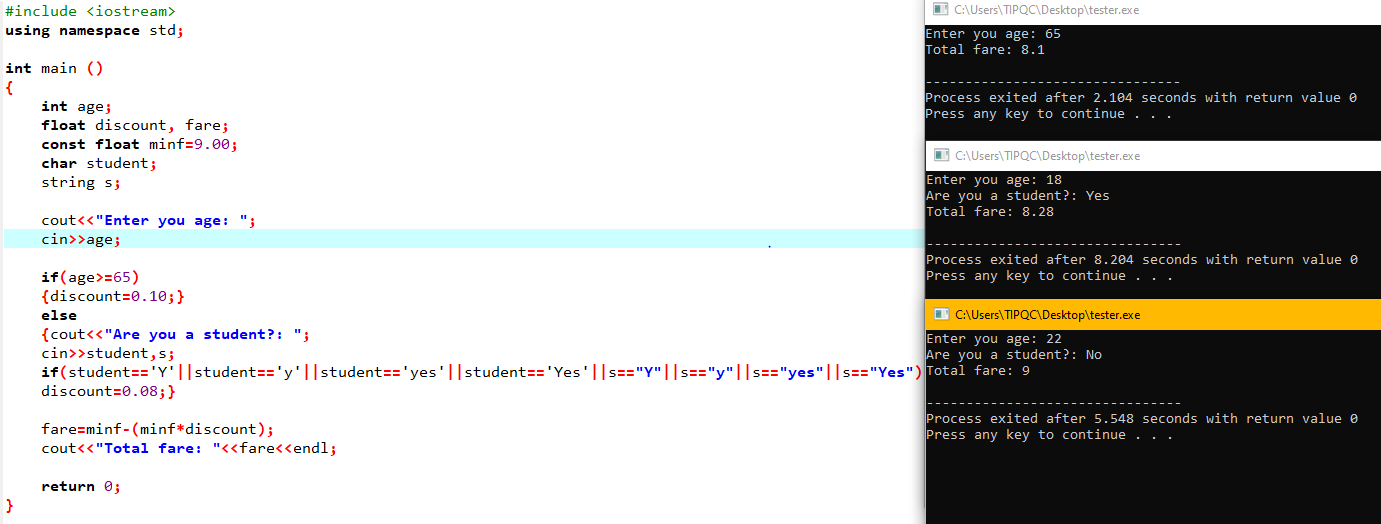 #include <iostream>
using namespace std;
int main ()
{
int age;
float discount, fare;
const float minf=9.00;
char student;
string s;
cout<<"Enter you age: ";
cin>>age;
if(age>=65)
{discount=0.10;}
else
{cout<<"Are you a student?: ";
cin>>student,s;
if(student=='Y'||student=='y'||student=='yes'||student=='Yes'||s=="Y"||s=="y"||s=="yes"||s=="Yes")
discount=0.08;}
fare=minf-(minf*discount);
cout<<"Total fare: "<<fare<<endl;
return 0;
}
C:\Users\TIPQC\Desktop\tester.exe
Enter you age: 65
Total fare: 8.1
--------------------------------
Process exited after 2.104 seconds with return value 0
Press any key to continue . . .
C:\Users\TIPQC\Desktop\tester.exe
Enter you age: 18
Are you a student?: Yes
Total fare: 8.28
--------------------------------
Process exited after 8.204 seconds with return value 0
Press any key to continue . . .
C:\Users\TIPQC\Desktop\tester.exe
Enter you age: 22
Are you a student?: No
Total fare: 9
--------------------------------
Process exited after 5.548 seconds with return value 0
Press any key to continue . . .